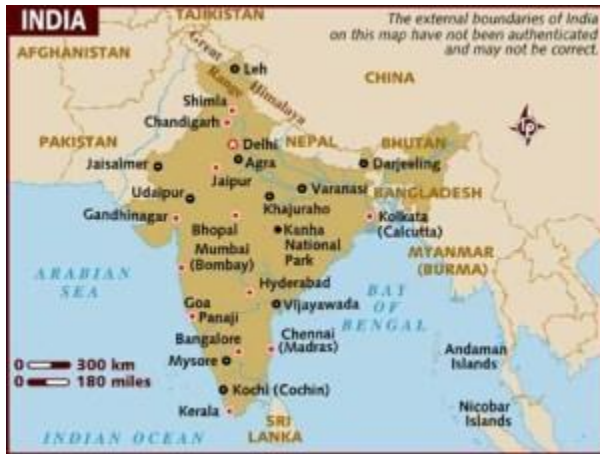 INDIA
The external boundaries of India
on this map have not been authenticated
and may not be correct.
TAJIKISTAN
AFGHANISTAN
Great
Range
Himalaya
Leh
CHINA
Shimla
Chandigarh
PAKISTAN
Delhi
NEPAL
BHUTAN
Jaisalmer
Agra
Darjeeling
Jaipur
Udaipur
Varanasi
BANGLADESH
Khajuraho
Gandhinagar
Kolkata
(Calcutta)
Bhopal
Kanha
National
Park
Mumbai
(Bombay)
MYANMAR
(BURMA)
ARABIAN
SEA
Hyderabad
BAY
OF
BENGAL
Goa
Panaji
Vijayawada
Bangalore
Chennai
(Madras)
Andaman
Islands
0 300 km
0 180 miles
Mysore
Kochi (Cochin)
Kerala
Nicobar
Islands
SRI
LANKA
INDIAN OCEAN
lp